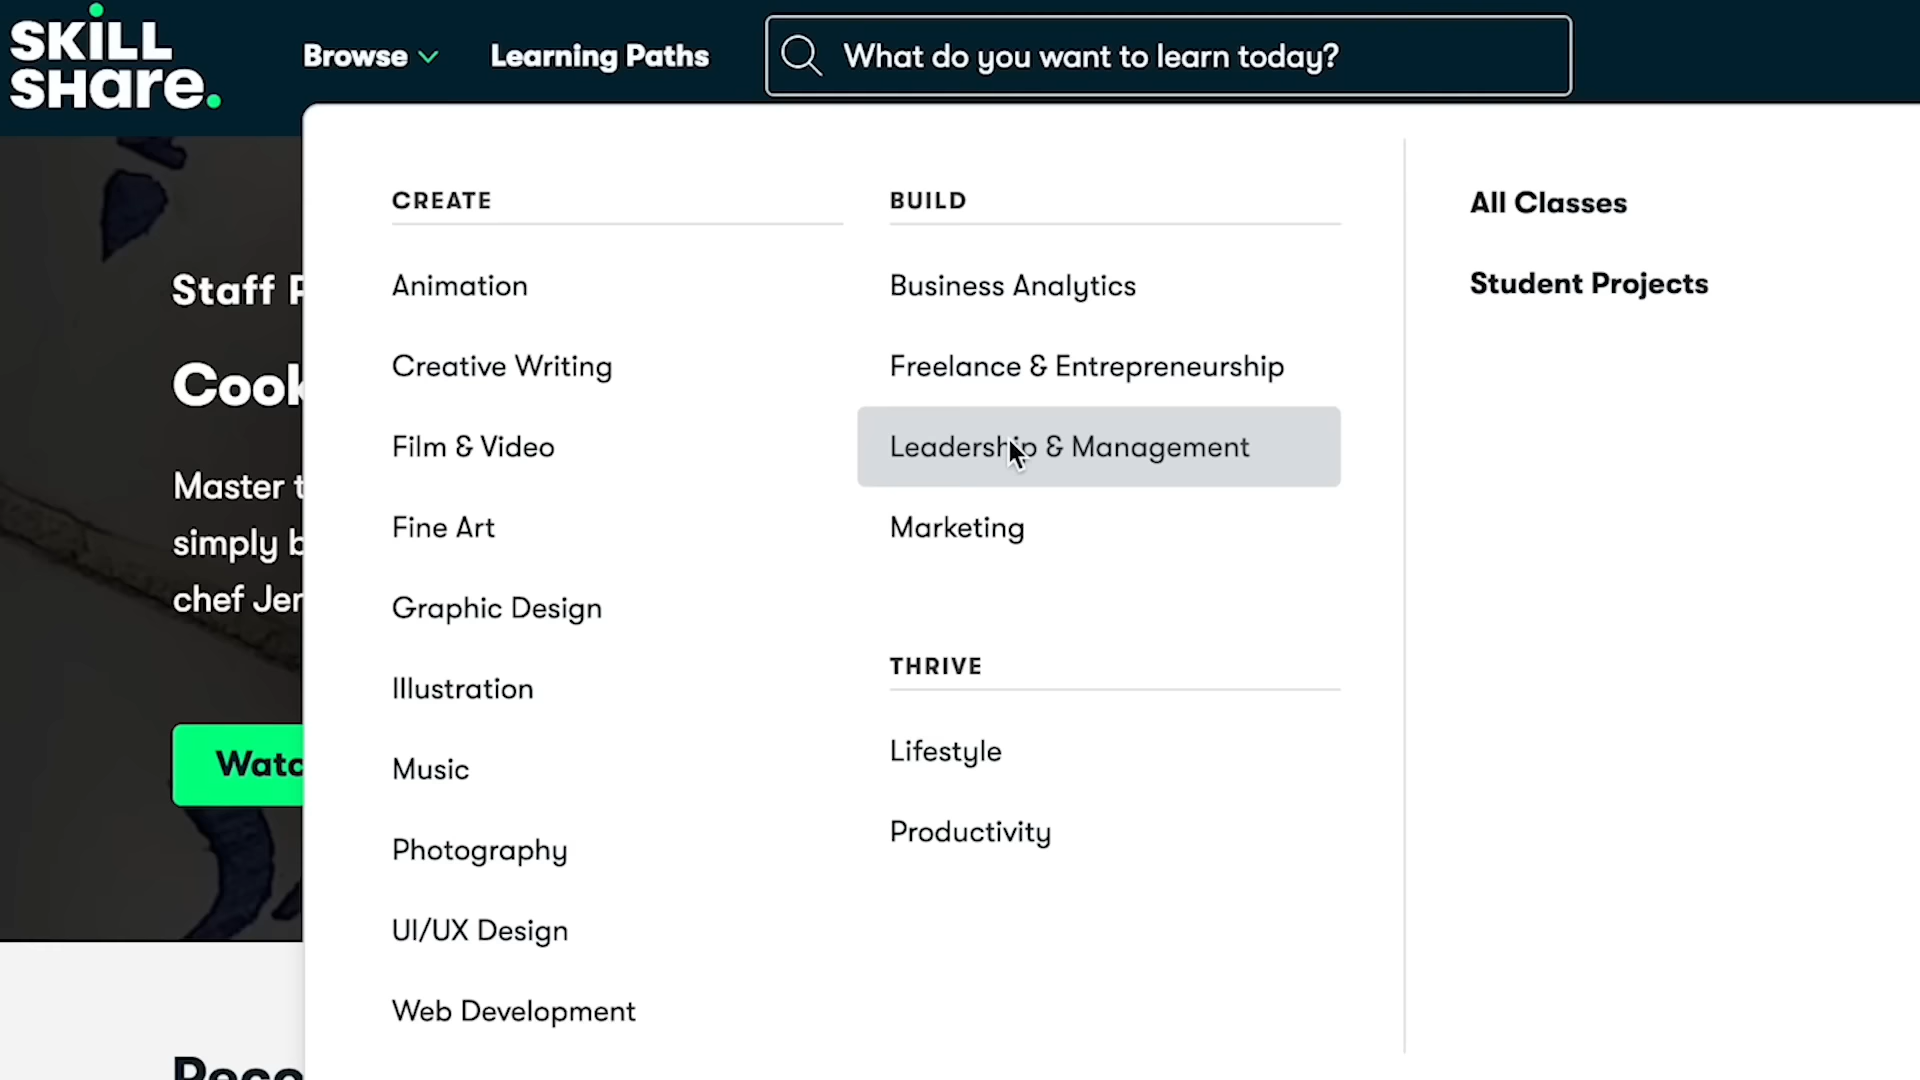 SKILL
SHARE.
Browse
Learning Paths
What do you want to learn today?
Staff
Cook
Master
simply
chef
Watc
CREATE
Animation
Creative Writing
Film & Video
Fine Art
Graphic Design
Illustration
Music
Photography
UI/UX Design
Web Development
BUILD
Business Analytics
Freelance & Entrepreneurship
Leadership & Management
Marketing
THRIVE
Lifestyle
Productivity
All Classes
Student Projects